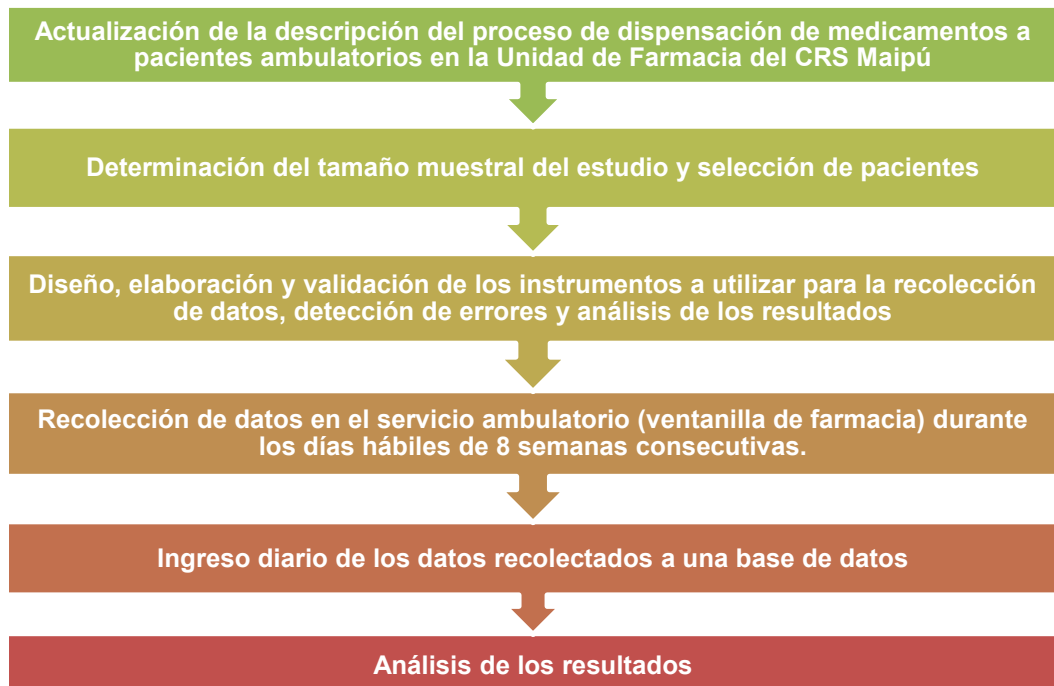 Actualización de la descripción del proceso de dispensación de medicamentos a
pacientes ambulatorios en la Unidad de Farmacia del CRS Maipú
Determinación del tamaño muestral del estudio y selección de pacientes
Diseño, elaboración y validación de los instrumentos a utilizar para la recolección
de datos, detección de errores y análisis de los resultados
Recolección de datos en el servicio ambulatorio (ventanilla de farmacia) durante
los días hábiles de 8 semanas consecutivas.
Ingreso diario de los datos recolectados a una base de datos
Análisis de los resultados